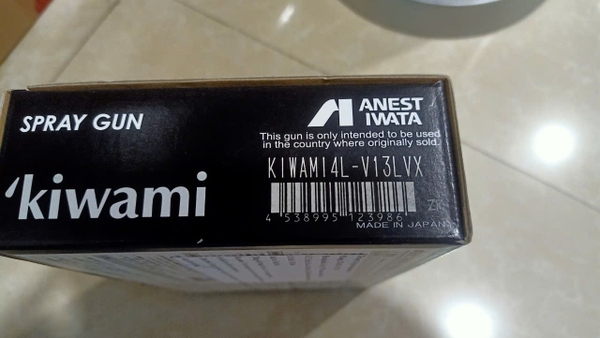 SPRAY GUN
ANEST
IWATA
This gun is only intended to be used
in the country where originally sold.
KIWAMI4L-V13LVX
kiwami
4 538995 123986
MADE IN JAPAN